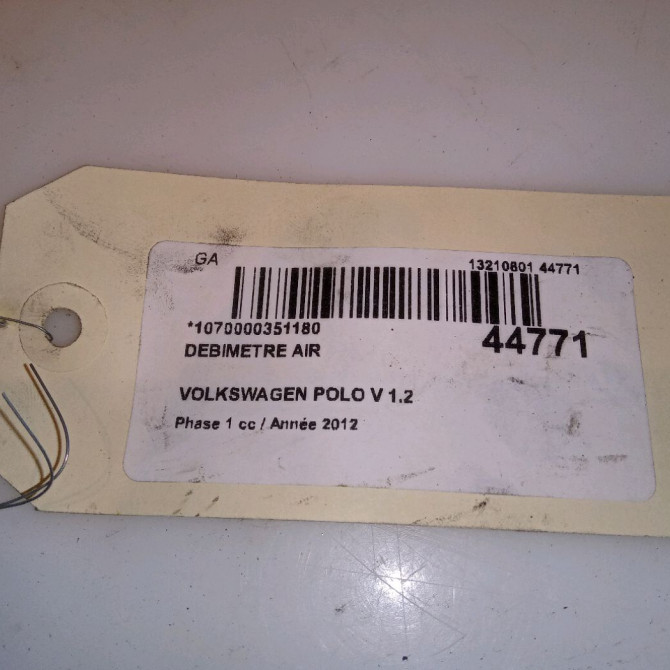 GA
13210801 44771
*1070000351180
44771
DEBIMETRE AIR
VOLKSWAGEN POLO V 1.2
Phase 1 cc / Année 2012